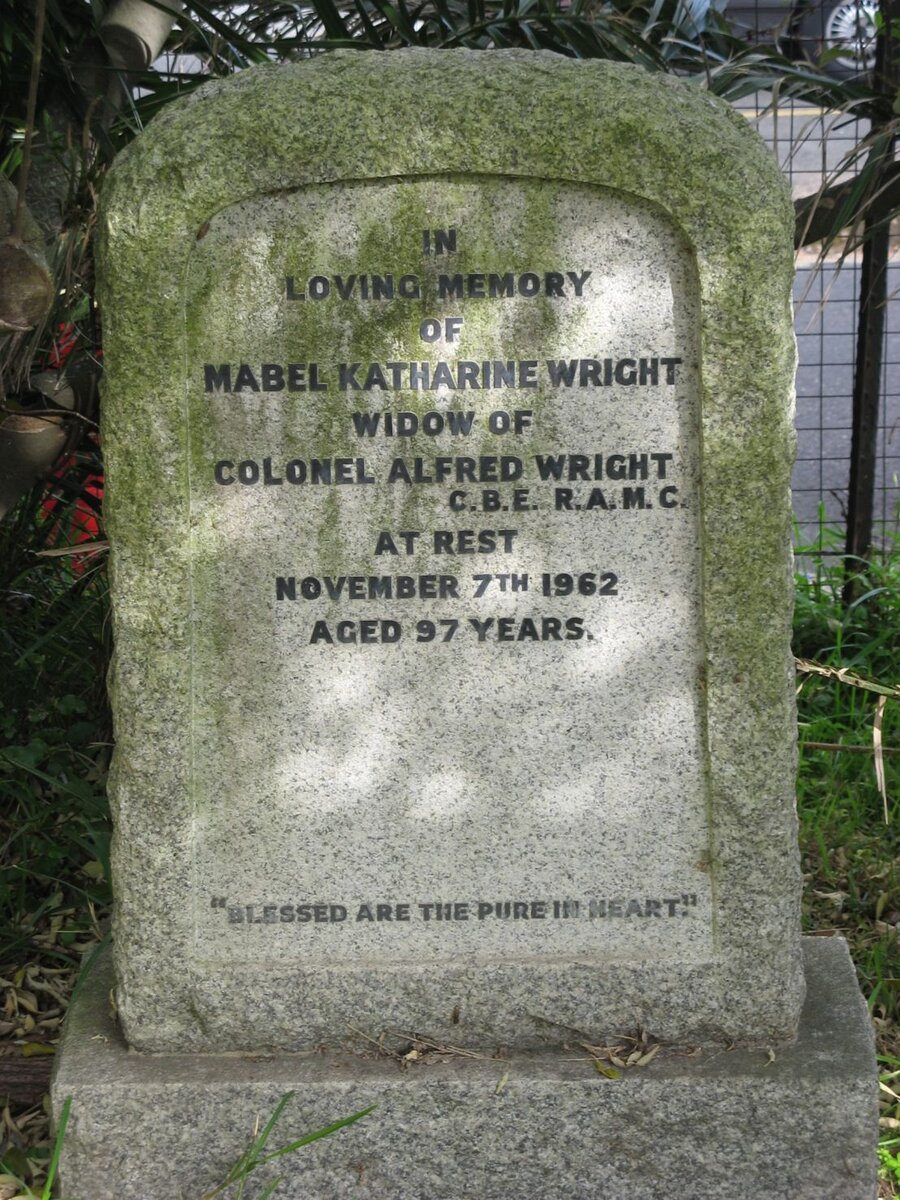 IN
LOVING MEMORY
OF
MABEL KATHARINE WRIGHT
WIDOW OF
COLONEL ALFRED WRIGHT
C.B.E. R.A.M.C.
AT REST
NOVEMBER 7TH 1962
AGED 97 YEARS.
"BLESSED ARE THE PURE IN HEART."